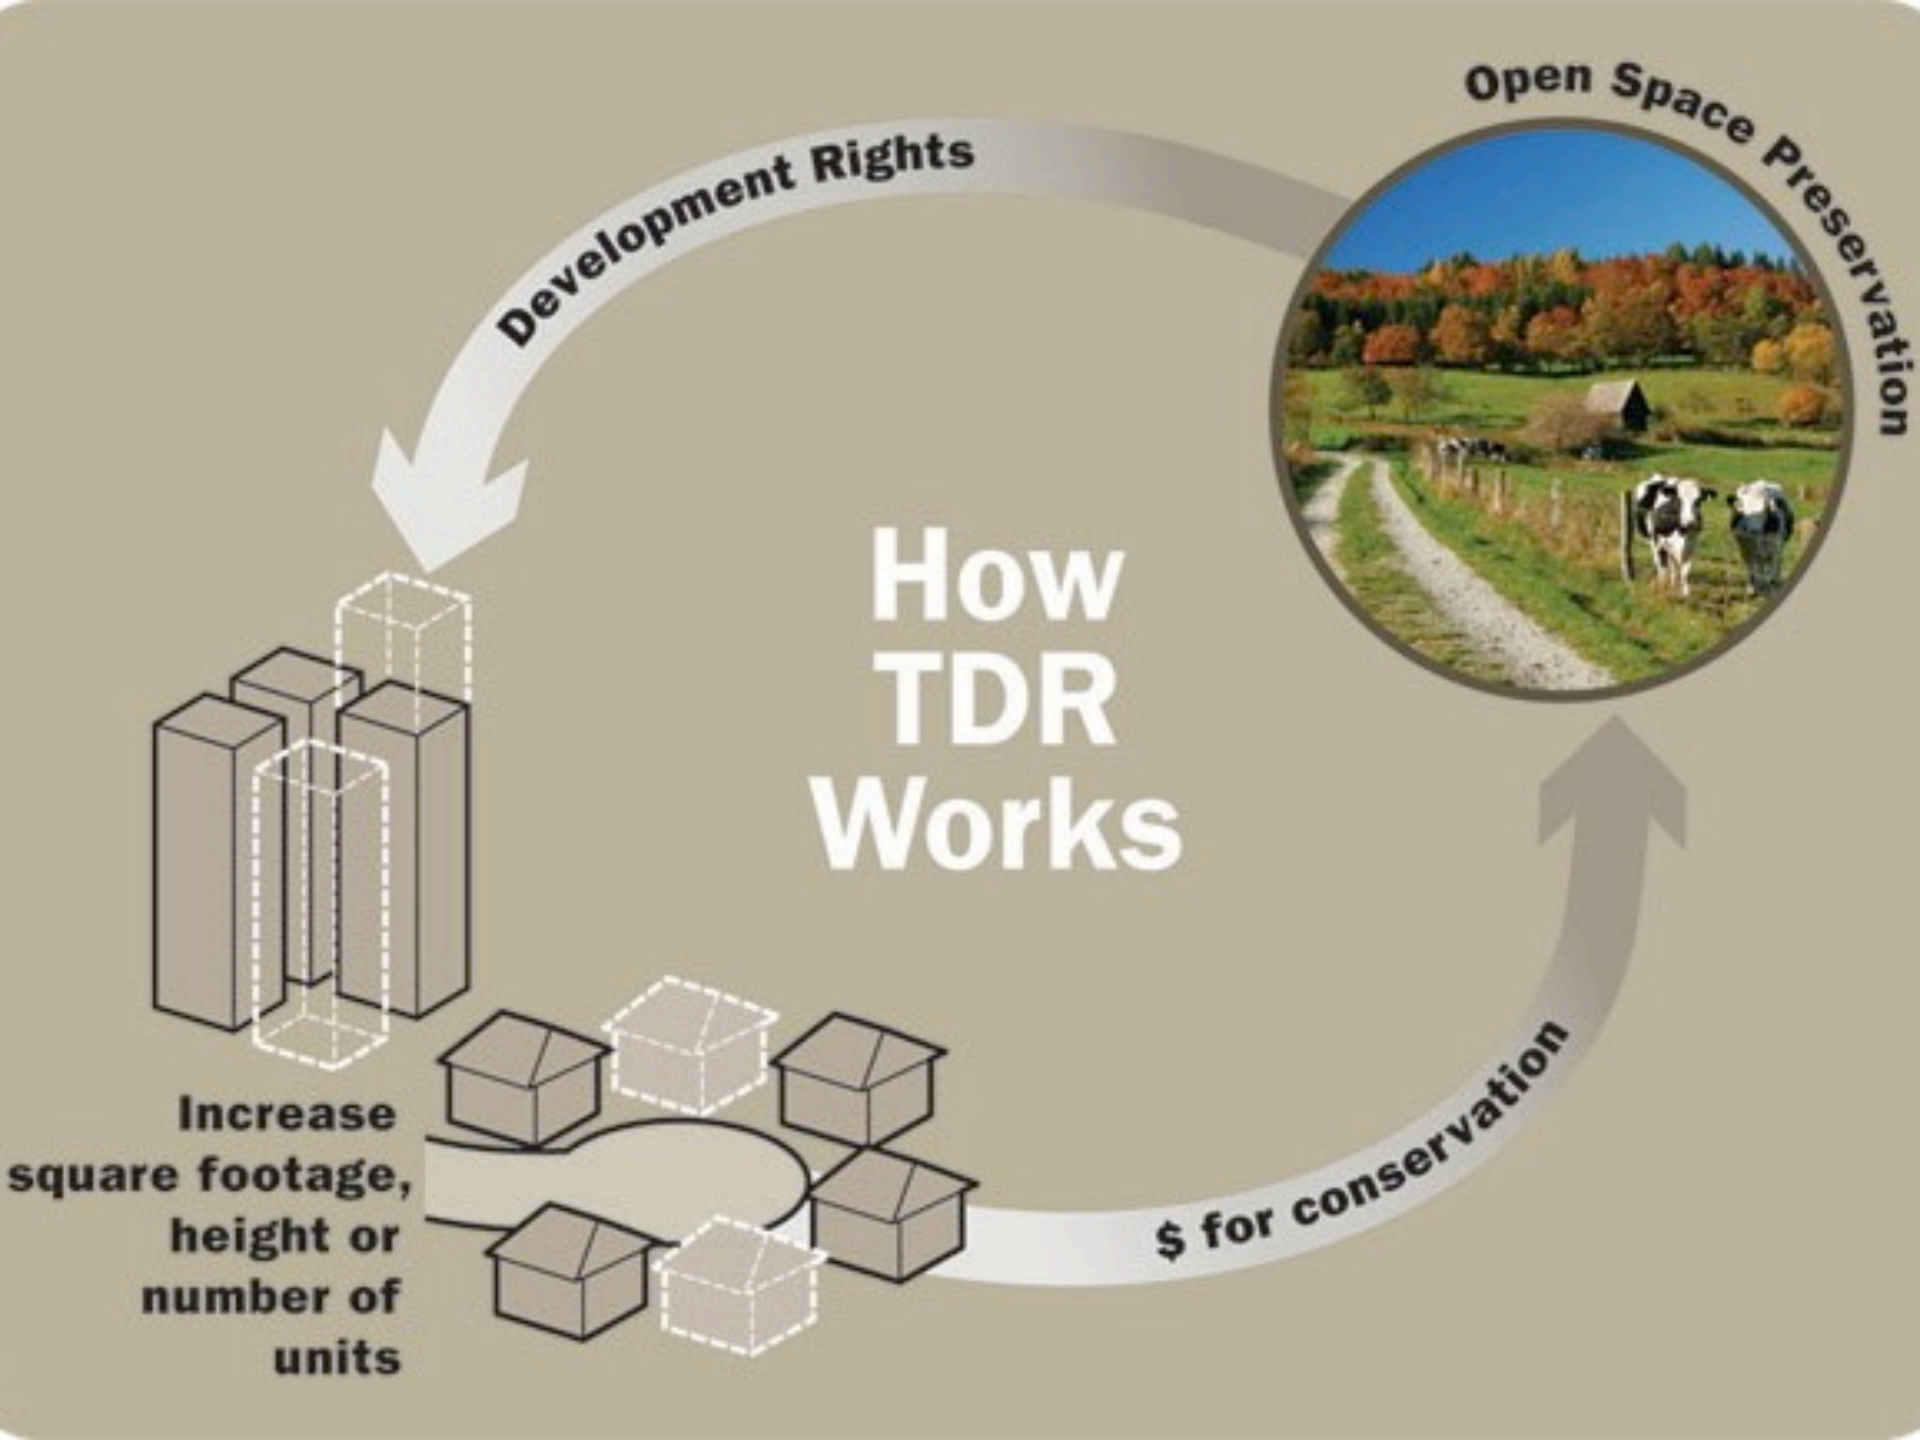 Open Space Preservation
Development Rights
How
TDR
Works
Increase
square footage,
height or
number of
units
$ for conservation